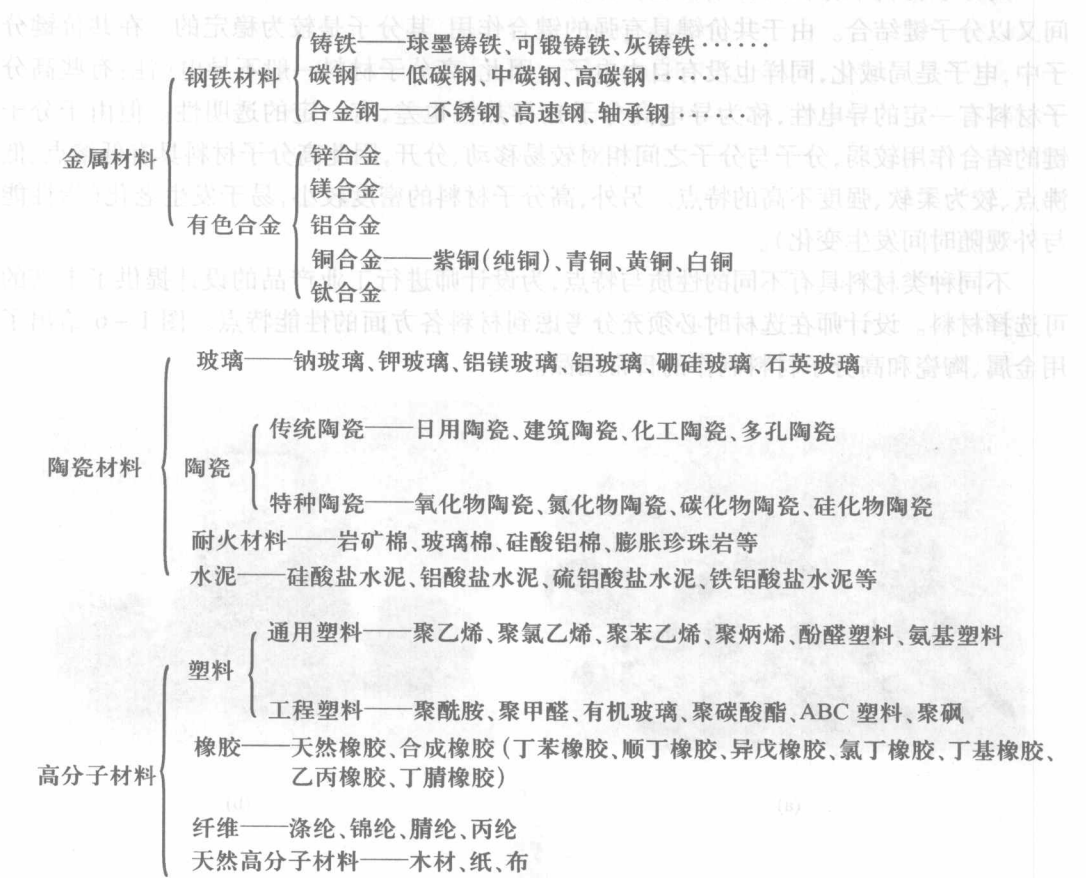 铸铁——球墨铸铁、可锻铸铁、灰铸铁……
钢铁材料
碳钢——低碳钢、中碳钢、高碳钢……
合金钢——不锈钢、高速钢、轴承钢……
金属材料
锌合金
镁合金
有色合金
铝合金
铜合金——紫铜(纯铜)、青铜、黄铜、白铜
钛合金
玻璃——钠玻璃、钾玻璃、铝镁玻璃、铝玻璃、硼硅玻璃、石英玻璃
传统陶瓷——日用陶瓷、建筑陶瓷、化工陶瓷、多孔陶瓷
陶瓷材料
陶瓷
特种陶瓷——氧化物陶瓷、氮化物陶瓷、碳化物陶瓷、硅化物陶瓷
耐火材料——岩矿棉、玻璃棉、硅酸铝棉、膨胀珍珠岩等
水泥——硅酸盐水泥、铝酸盐水泥、硫铝酸盐水泥、铁铝酸盐水泥等
通用塑料——聚乙烯、聚氯乙烯、聚苯乙烯、聚炳烯、酚醛塑料、氨基塑料
塑料
工程塑料——聚酰胺、聚甲醛、有机玻璃、聚碳酸酯、ABC 塑料、聚砜
橡胶——天然橡胶、合成橡胶(丁苯橡胶、顺丁橡胶、异戊橡胶、氯丁橡胶、丁基橡胶、
乙丙橡胶、丁腈橡胶)
高分子材料
纤维——涤纶、锦纶、腈纶、丙纶
天然高分子材料——木材、纸、布